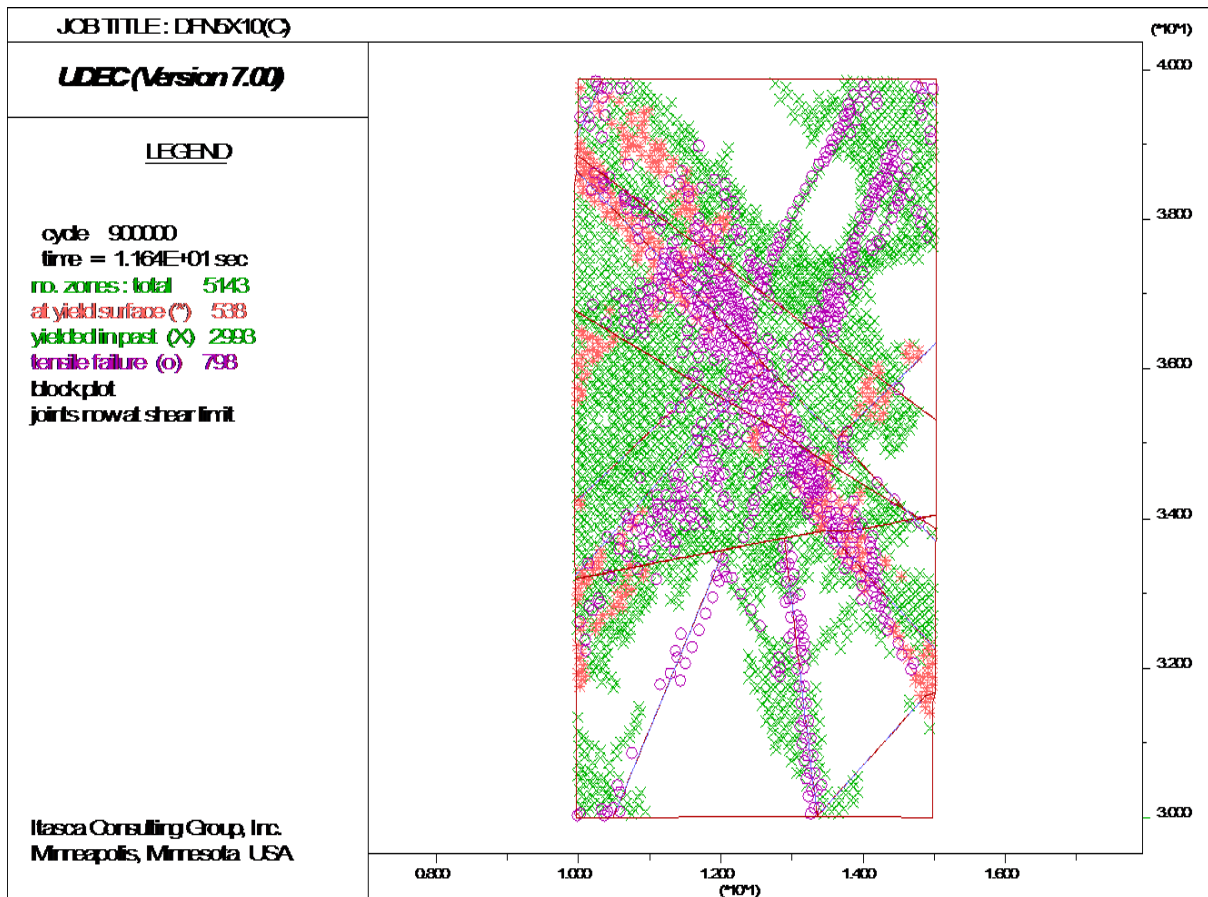 JOB TITLE : DFN5X10(C)
(*10^1)
UDEC (Version 7.00)
LEGEND
cycle 900000
time = 1.164E+01 sec
no. zones : total 5143
at yield surface (*) 538
yielded in past (X) 2993
tensile failure (o) 798
block plot
joints now at shear limit
Itasca Consulting Group, Inc.
Minneapolis, Minnesota USA
4.000
3.800
3.600
3.400
3.200
3.000
0.800 1.000 1.200 1.400 1.600
(*10^1)